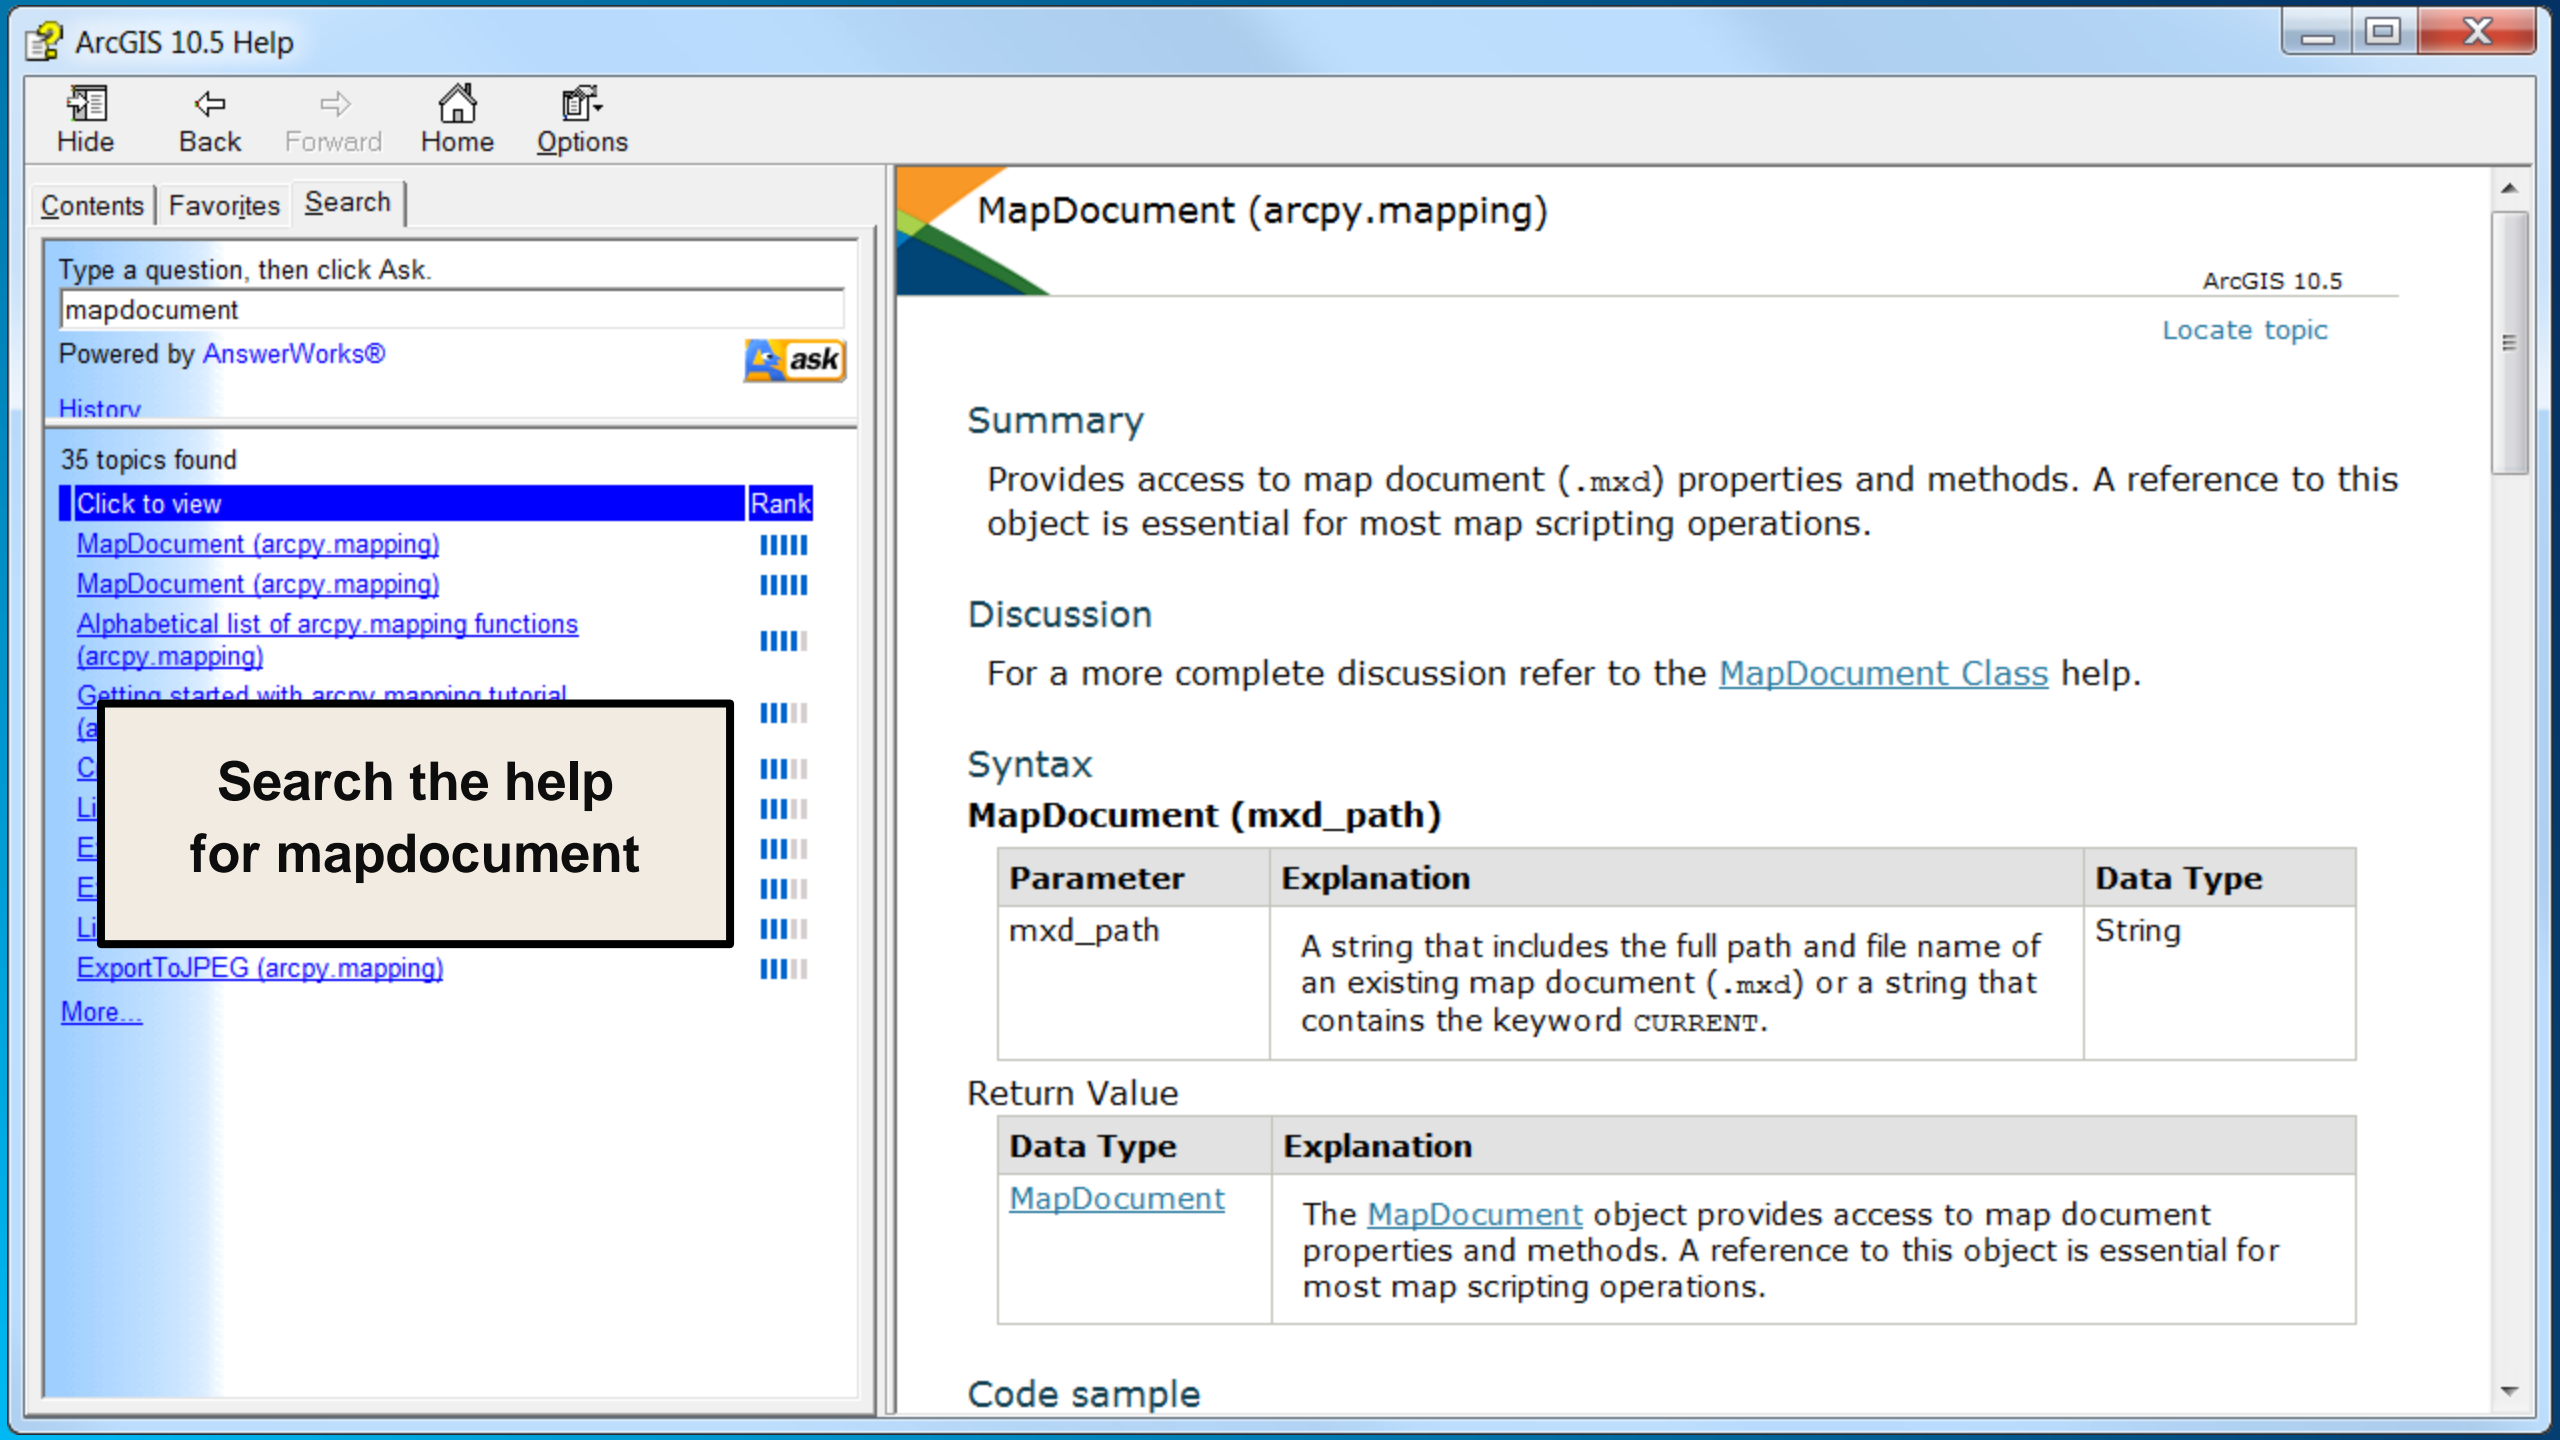 ArcGIS 10.5 Help
Hide Back Forward Home Options
Contents Favorites Search
Type a question, then click Ask.
mapdocument
Powered by AnswerWorks®
ask
History
35 topics found
Click to view Rank
MapDocument (arcpy.mapping)
MapDocument (arcpy.mapping)
Alphabetical list of arcpy.mapping functions
(arcpy.mapping)
Getting started with arcpy.mapping tutorial
Search the help
for mapdocument
ExportToJPEG (arcpy.mapping)
More...
MapDocument (arcpy.mapping)
ArcGIS 10.5
Locate topic
Summary
Provides access to map document (.mxd) properties and methods. A reference to this
object is essential for most map scripting operations.
Discussion
For a more complete discussion refer to the MapDocument Class help.
Syntax
MapDocument (mxd_path)
Parameter Explanation Data Type
mxd_path A string that includes the full path and file name of String
an existing map document (.mxd) or a string that
contains the keyword CURRENT.
Return Value
Data Type Explanation
MapDocument The MapDocument object provides access to map document
properties and methods. A reference to this object is essential for
most map scripting operations.
Code sample